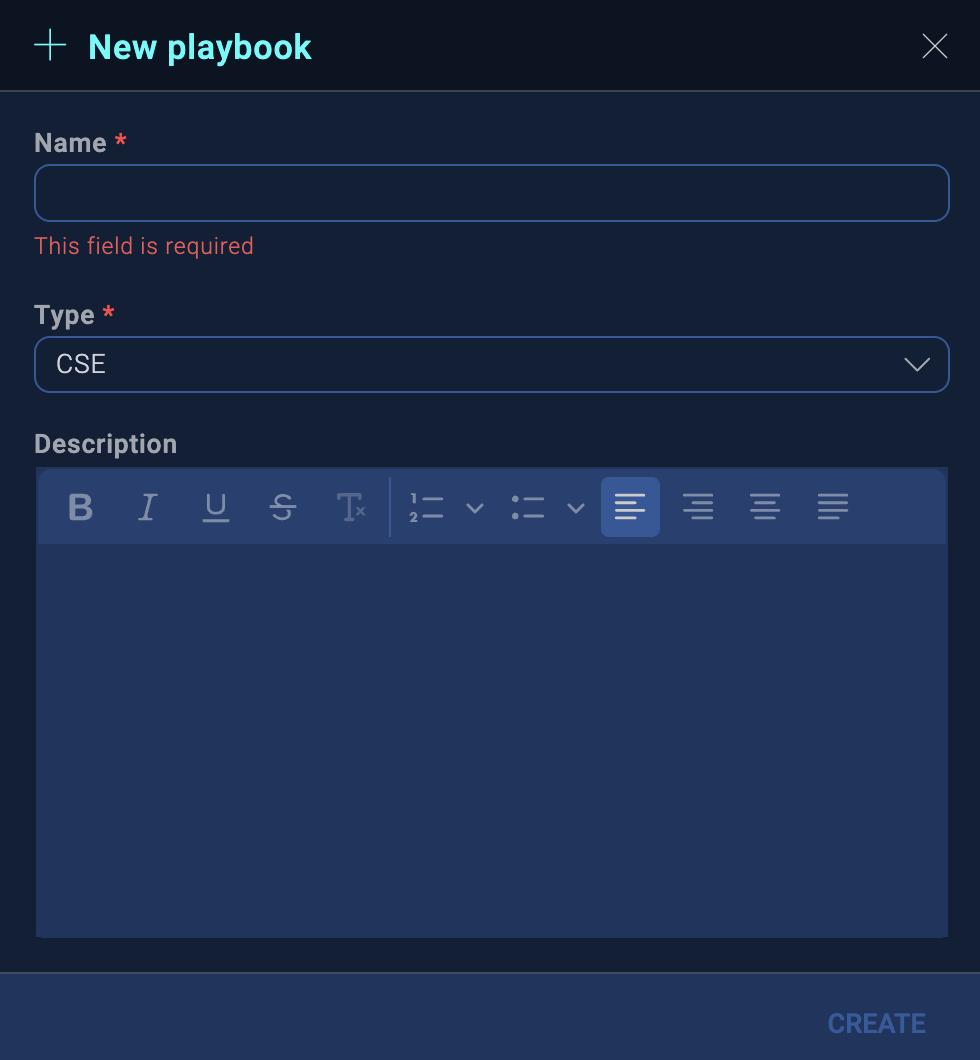 New playbook
Name *
This field is required
Type *
CSE
Description
CREATE